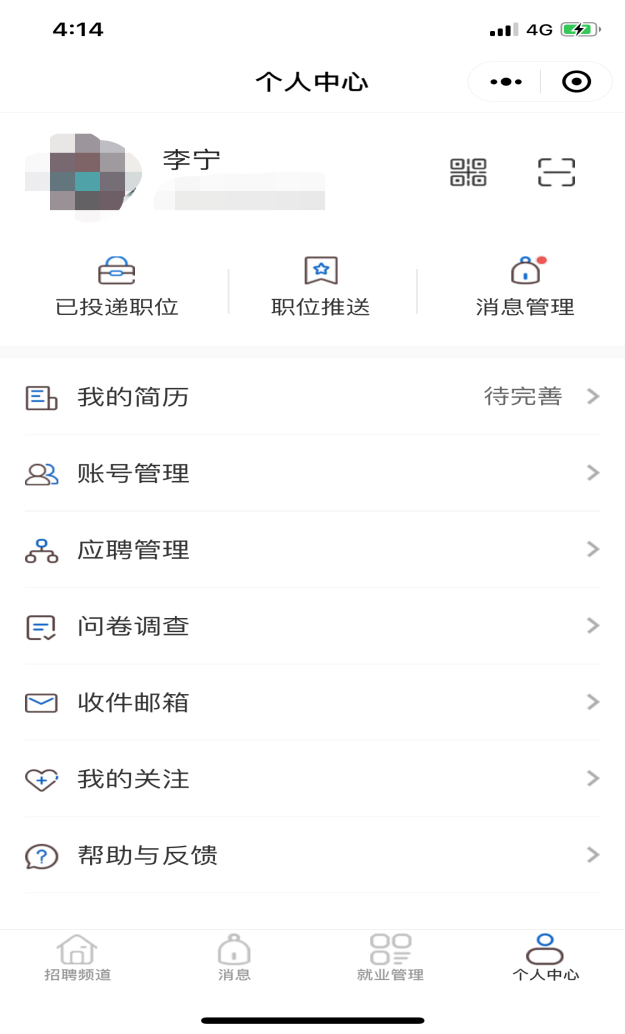 4:14
4G
个人中心
李宁
已投递职位
职位推送
消息管理
我的简历
待完善
账号管理
应聘管理
问卷调查
收件邮箱
我的关注
帮助与反馈
招聘频道
消息
就业管理
个人中心